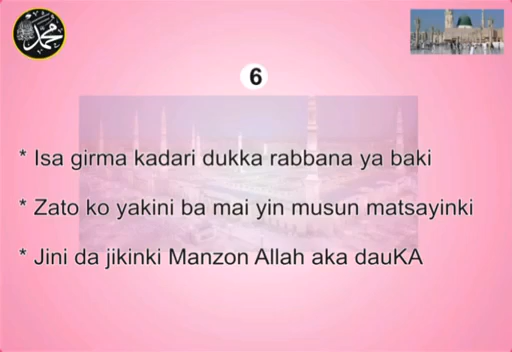 محمد
6
* Isa girma kadari dukka rabbana ya baki
* Zato ko yakini ba mai yin musun matsayinki
* Jini da jikinki Manzon Allah aka dauKA